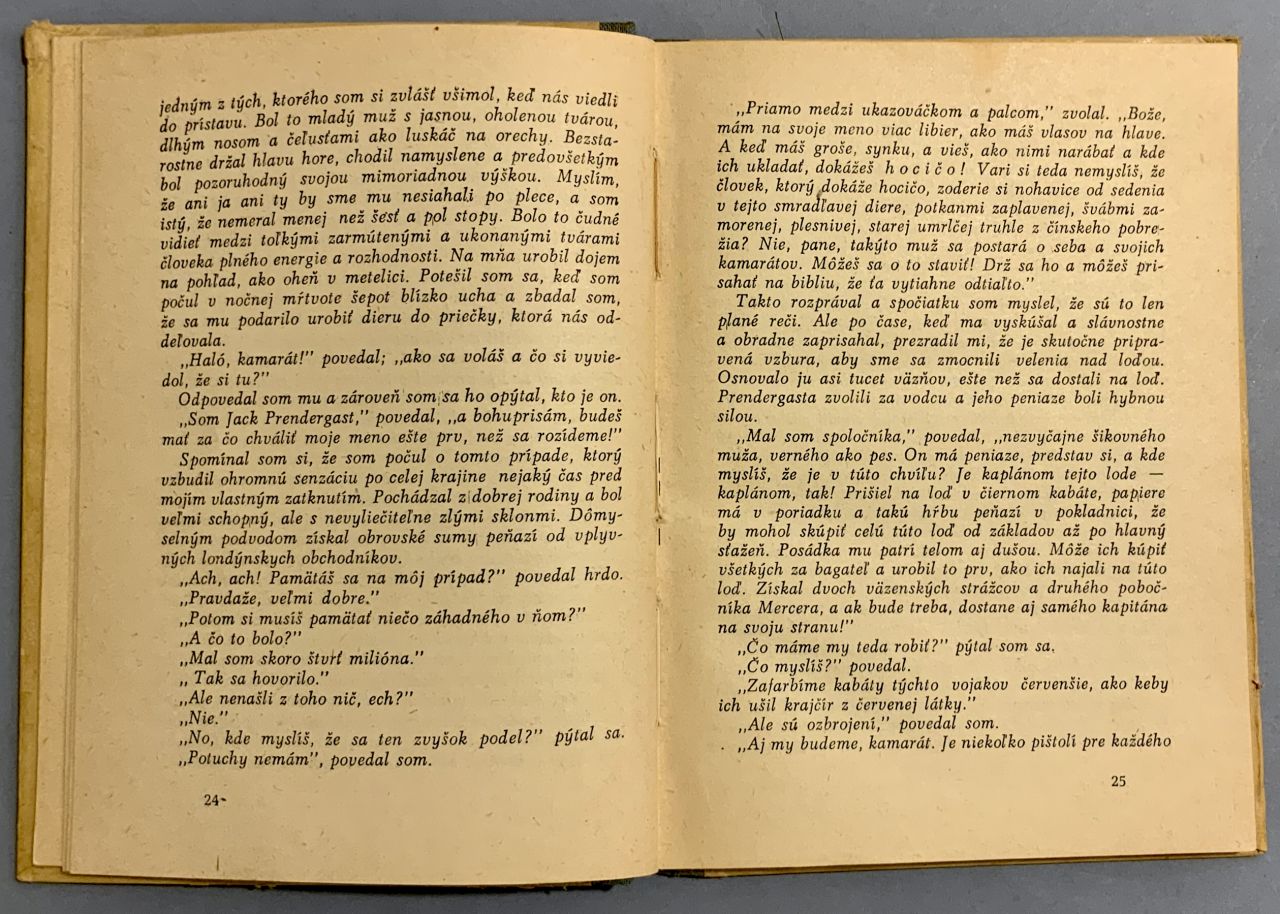 jedným z tých, ktorého som si zvlášť všimol, keď nás viedli
do prístavu. Bol to mladý muž s jasnou, oholenou tvárou,
dlhým nosom a čeľusťami ako luskáč na orechy. Bezsta-
rostne držal hlavu hore, chodil namyslene a predovšetkým
bol pozoruhodný svojou mimoriadnou výškou. Myslím,
že ani ja ani ty by sme mu nesiahali po plece, a som
istý, že nemeral menej než šesť a pol stopy. Bolo to čudné
vidieť medzi toľkými zarmútenými a ukonanými tvárami
človeka plného energie a rozhodnosti. Na mňa urobil dojem
na pohľad, ako oheň v metelici. Potešil som sa, keď som
počul v nočnej mŕtvote šepot blízko ucha a zbadal som,
že sa mu podarilo urobiť dieru do priečky, ktorá nás od-
deľovala.
„Haló, kamarát!” povedal; „ako sa voláš a čo si vyvie-
dol, že si tu?”
Odpovedal som mu a zároveň som sa ho opýtal, kto je on.
„Som Jack Prendergast,” povedal, „a bohuprisám, budeš
mať za čo chváliť moje meno ešte prv, než sa rozídeme!”
Spomínal som si, že som počul o tomto prípade, ktorý
vzbudil ohromnú senzáciu po celej krajine nejaký čas pred
mojím vlastným zatknutím. Pochádzal z dobrej rodiny a bol
veľmi schopný, ale s nevyliečiteľne zlými sklonmi. Dômy-
selným podvodom získal obrovské sumy peňazí od vplyv-
ných londýnskych obchodníkov.
„Ach, ach! Pamätáš sa na môj prípad?” povedal hrdo.
„Pravdaže, veľmi dobre.”
„Potom si musíš pamätať niečo záhadného v ňom?”
„A čo to bolo?”
„Mal som skoro štvrť milióna.”
„ Tak sa hovorilo.”
„Ale nenašli z toho nič, ech?”
„Nie.”
„No, kde myslíš, že sa ten zvyšok podel?” pýtal sa.
„Potuchy nemám”, povedal som.
24
„Priamo medzi ukazováčkom a palcom,” zvolal. „Bože,
mám na svoje meno viac libier, ako máš vlasov na hlave.
A keď máš groše, synku, a vieš, ako nimi narábať a kde
ich ukladať, dokážeš h o c i č o ! Vari si teda nemyslíš, že
človek, ktorý dokáže hocičo, zoderie si nohavice od sedenia
v tejto smradľavej diere, potkanmi zaplavenej, švábmi za-
morenej, plesnivej, starej umrlčej truhle z čínskeho pobre-
žia? Nie, pane, takýto muž sa postará o seba a svojich
kamarátov. Môžeš sa o to staviť! Drž sa ho a môžeš pri-
sahať na bibliu, že ťa vytiahne odtiaľto.”
Takto rozprával a spočiatku som myslel, že sú to len
plané reči. Ale po čase, keď ma vyskúšal a slávnostne
a obradne zaprisahal, prezradil mi, že je skutočne pripra-
vená vzbura, aby sme sa zmocnili velenia nad loďou.
Osnovalo ju asi tucet väzňov, ešte než sa dostali na loď.
Prendergasta zvolili za vodcu a jeho peniaze boli hybnou
silou.
„Mal som spoločníka,” povedal, „nezvyčajne šikovného
muža, verného ako pes. On má peniaze, predstav si, a kde
myslíš, že je v túto chvíľu? Je kaplánom tejto lode —
kaplánom, tak! Prišiel na loď v čiernom kabáte, papiere
má v poriadku a takú hŕbu peňazí v pokladnici, že
by mohol skúpiť celú túto loď od základov až po hlavný
sťažeň. Posádka mu patrí telom aj dušou. Môže ich kúpiť
všetkých za bagateľ a urobil to prv, ako ich najali na túto
loď. Získal dvoch väzenských strážcov a druhého poboč-
níka Mercera, a ak bude treba, dostane aj samého kapitána
na svoju stranu!”
„Čo máme my teda robiť?” pýtal som sa.
„Čo myslíš?” povedal.
„Zafarbíme kabáty týchto vojakov červenšie, ako keby
ich ušil krajčír z červenej látky.”
„Ale sú ozbrojení,” povedal som.
„Aj my budeme, kamarát. Je niekoľko pištolí pre každého
25